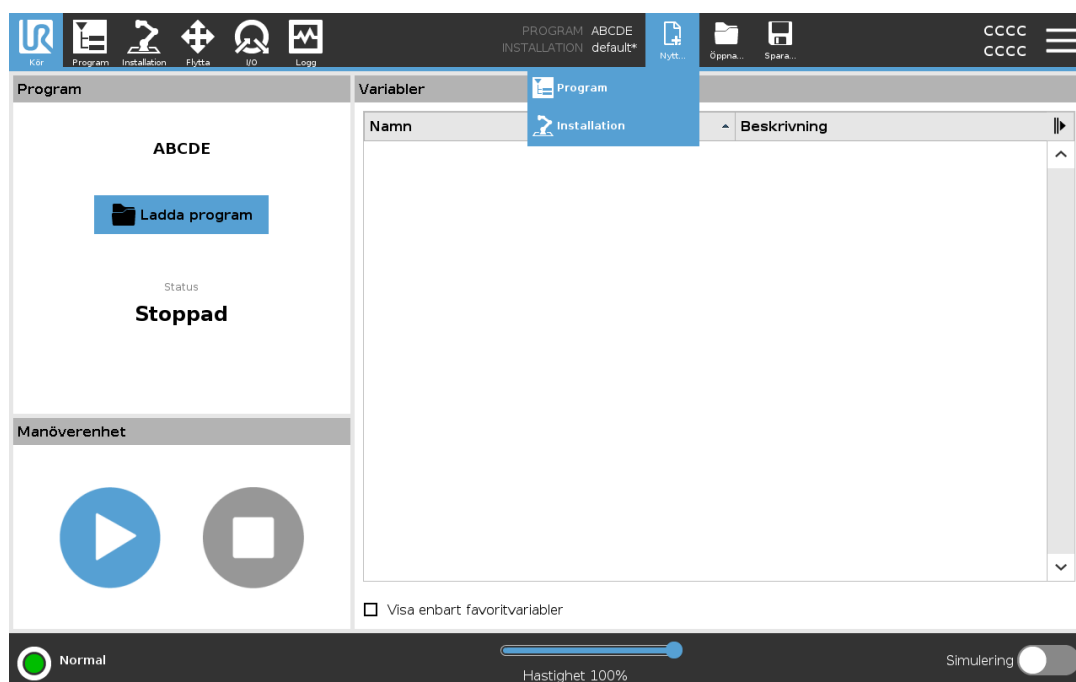 Kör
Program
Installation
Flytta
I/O
Logg
PROGRAM ABCDE
INSTALLATION default*
Nytt...
Öppna...
Spara...
CCCC
CCCC
Program
Installation
Program
ABCDE
Ladda program
Status
Stoppad
Manöverenhet
Variabler
Namn
Beskrivning
Visa enbart favoritvariabler
Normal
Hastighet 100%
Simulering